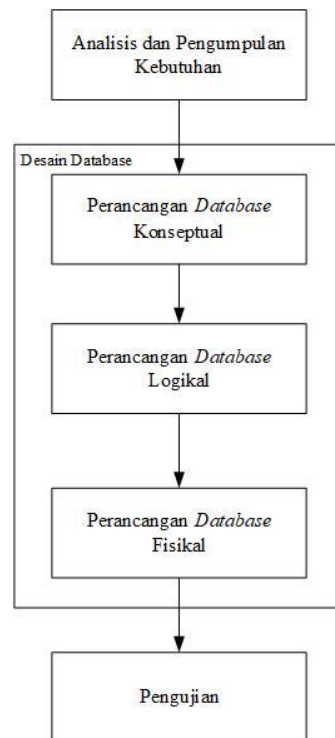 Analisis dan Pengumpulan
Kebutuhan
Desain Database
Perancangan Database
Konseptual
Perancangan Database
Logikal
Perancangan Database
Fisikal
Pengujian